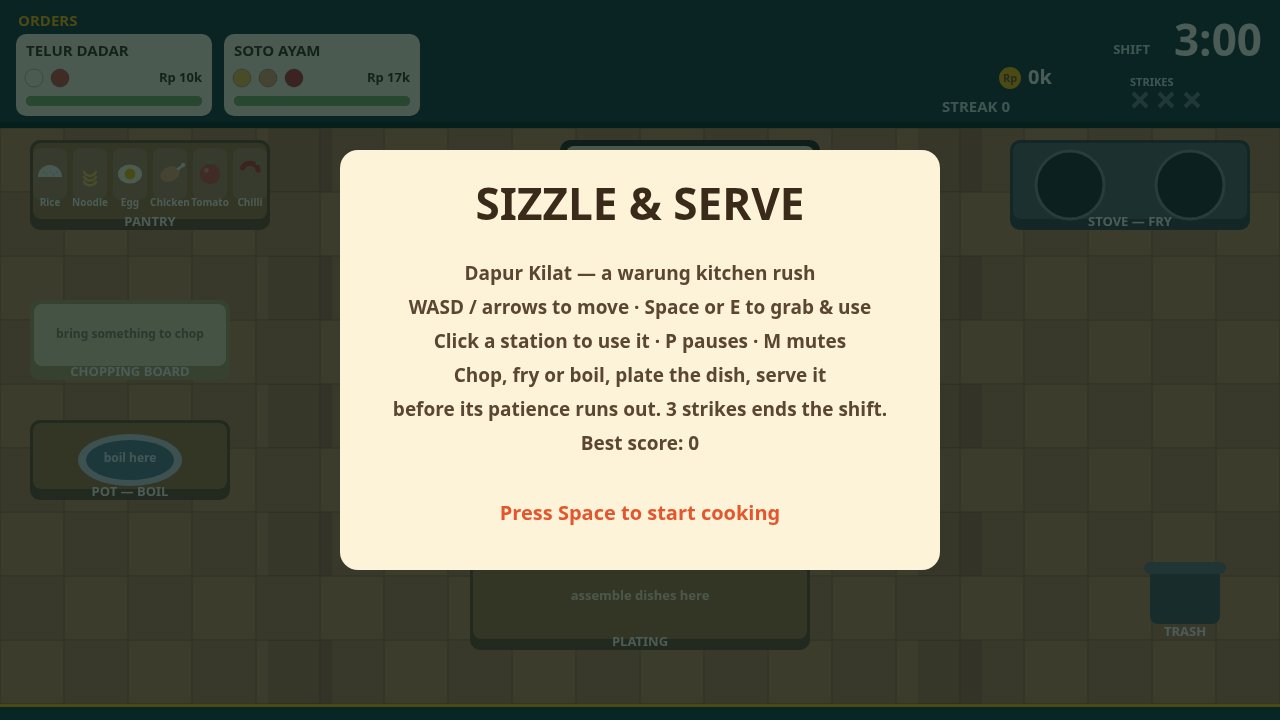 ORDERS
TELUR DADAR
Rp 10k
SOTO AYAM
Rp 17k
SHIFT
3:00
Rp
0k
STRIKES
STREAK 0
Rice
Noodle
Egg
Chicken
Tomato
Chilli
PANTRY
STOVE — FRY
SIZZLE & SERVE
Dapur Kilat — a warung kitchen rush
WASD / arrows to move · Space or E to grab & use
Click a station to use it · P pauses · M mutes
Chop, fry or boil, plate the dish, serve it
before its patience runs out. 3 strikes ends the shift.
Best score: 0
Press Space to start cooking
bring something to chop
CHOPPING BOARD
boil here
POT — BOIL
assemble dishes here
PLATING
TRASH